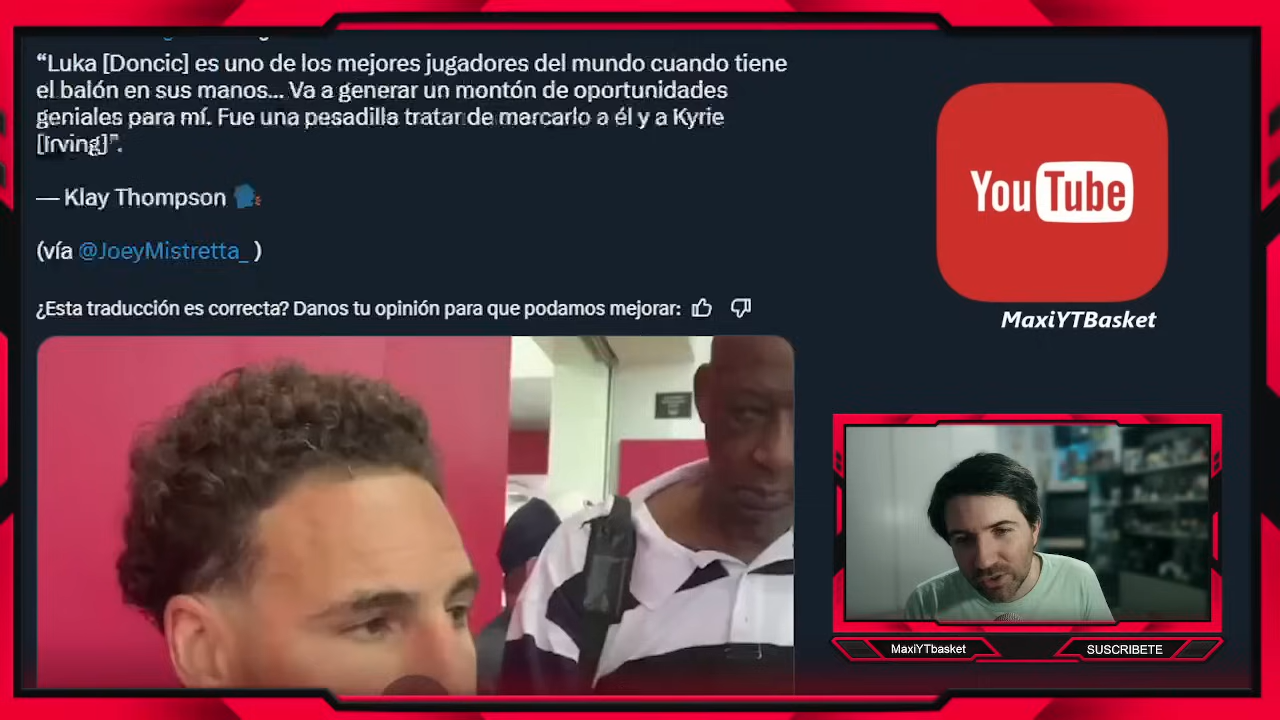 “Luka [Doncic] es uno de los mejores jugadores del mundo cuando tiene
el balón en sus manos... Va a generar un montón de oportunidades
geniales para mí. Fue una pesadilla tratar de marcarlo a él y a Kyrie
[Irving]”.
— Klay Thompson
(vía @JoeyMistretta_ )
¿Esta traducción es correcta? Danos tu opinión para que podamos mejorar:
YouTube
MaxiYTBasket
MaxiYTbasket
SUSCRIBETE